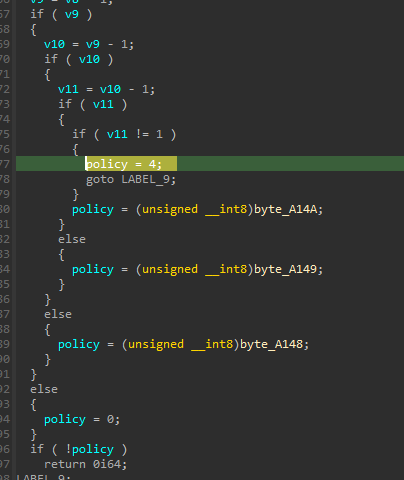 v9 = v8 - 1;
67 if ( v9 )
68 {
69 v10 = v9 - 1;
70 if ( v10 )
71 {
72 v11 = v10 - 1;
73 if ( v11 )
74 {
75 if ( v11 != 1 )
76 {
77 policy = 4;
78 goto LABEL_9;
79 }
80 policy = (unsigned __int8)byte_A14A;
81 }
82 else
83 {
84 policy = (unsigned __int8)byte_A149;
85 }
86 }
87 else
88 {
89 policy = (unsigned __int8)byte_A148;
90 }
91 }
92 else
93 {
94 policy = 0;
95 }
96 if ( !policy )
97 return 0i64;
98 LABEL_9: